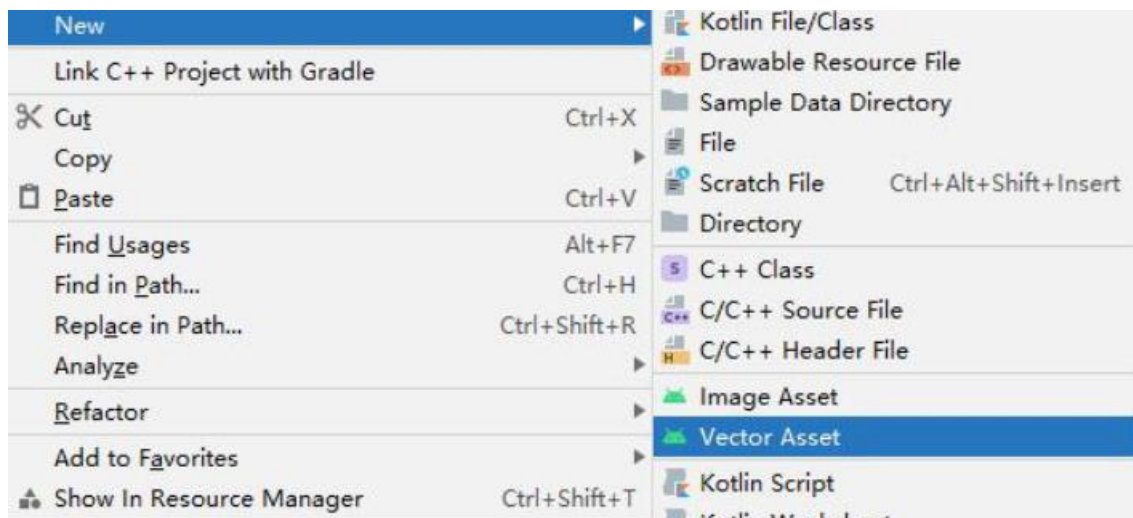 New
Link C++ Project with Gradle
Cut Ctrl+X
Copy
Paste Ctrl+V
Find Usages Alt+F7
Find in Path... Ctrl+H
Replace in Path... Ctrl+Shift+R
Analyze
Refactor
Add to Favorites
Show In Resource Manager Ctrl+Shift+T
Kotlin File/Class
Drawable Resource File
Sample Data Directory
File
Scratch File Ctrl+Alt+Shift+Insert
Directory
S C++ Class
C++ C/C++ Source File
H C/C++ Header File
Image Asset
Vector Asset
Kotlin Script